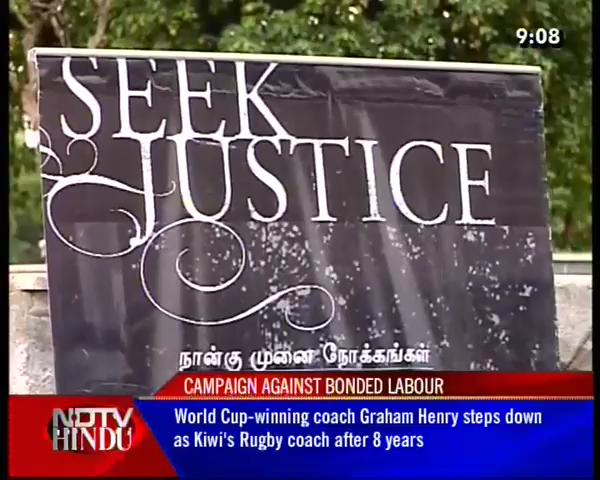 9:08
SEEK
JUSTICE
நான்கு முனை நோக்கங்கள்
CAMPAIGN AGAINST BONDED LABOUR
NDTV
HINDU
World Cup-winning coach Graham Henry steps down
as Kiwi's Rugby coach after 8 years